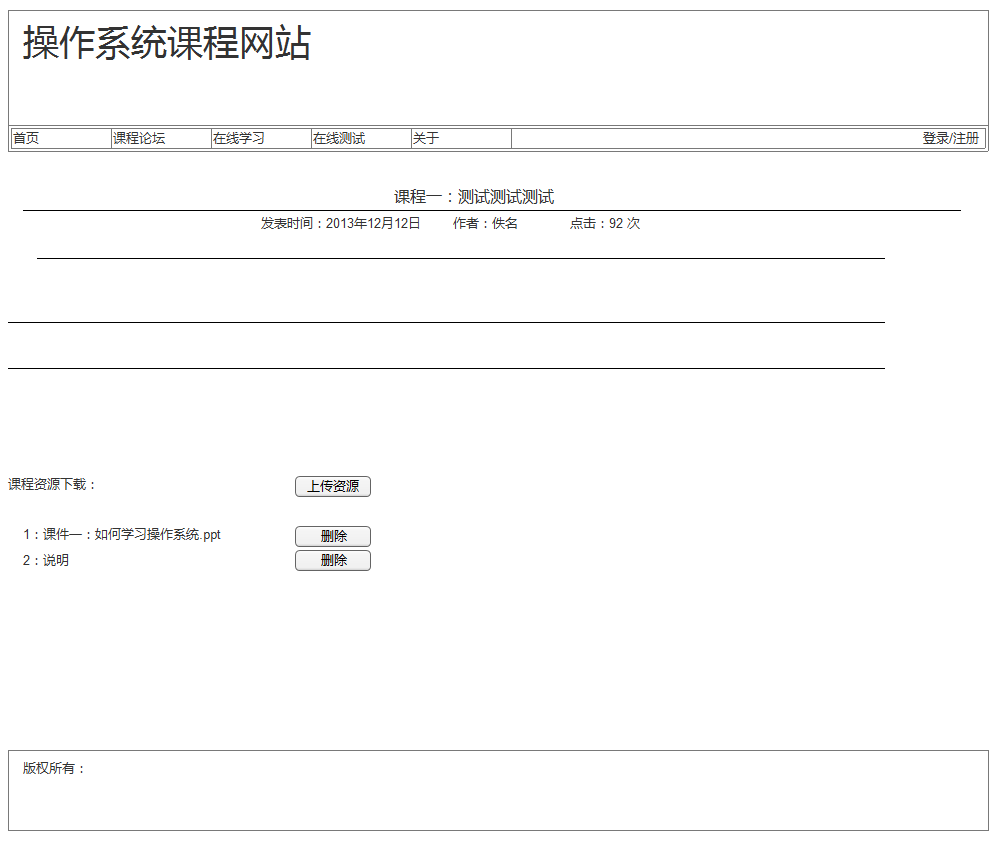 操作系统课程网站
首页 课程论坛 在线学习 在线测试 关于 登录/注册
课程一：测试测试测试
发表时间：2013年12月12日 作者：佚名 点击：92 次
课程资源下载： 上传资源
1：课件一：如何学习操作系统.ppt 删除
2：说明 删除
版权所有：